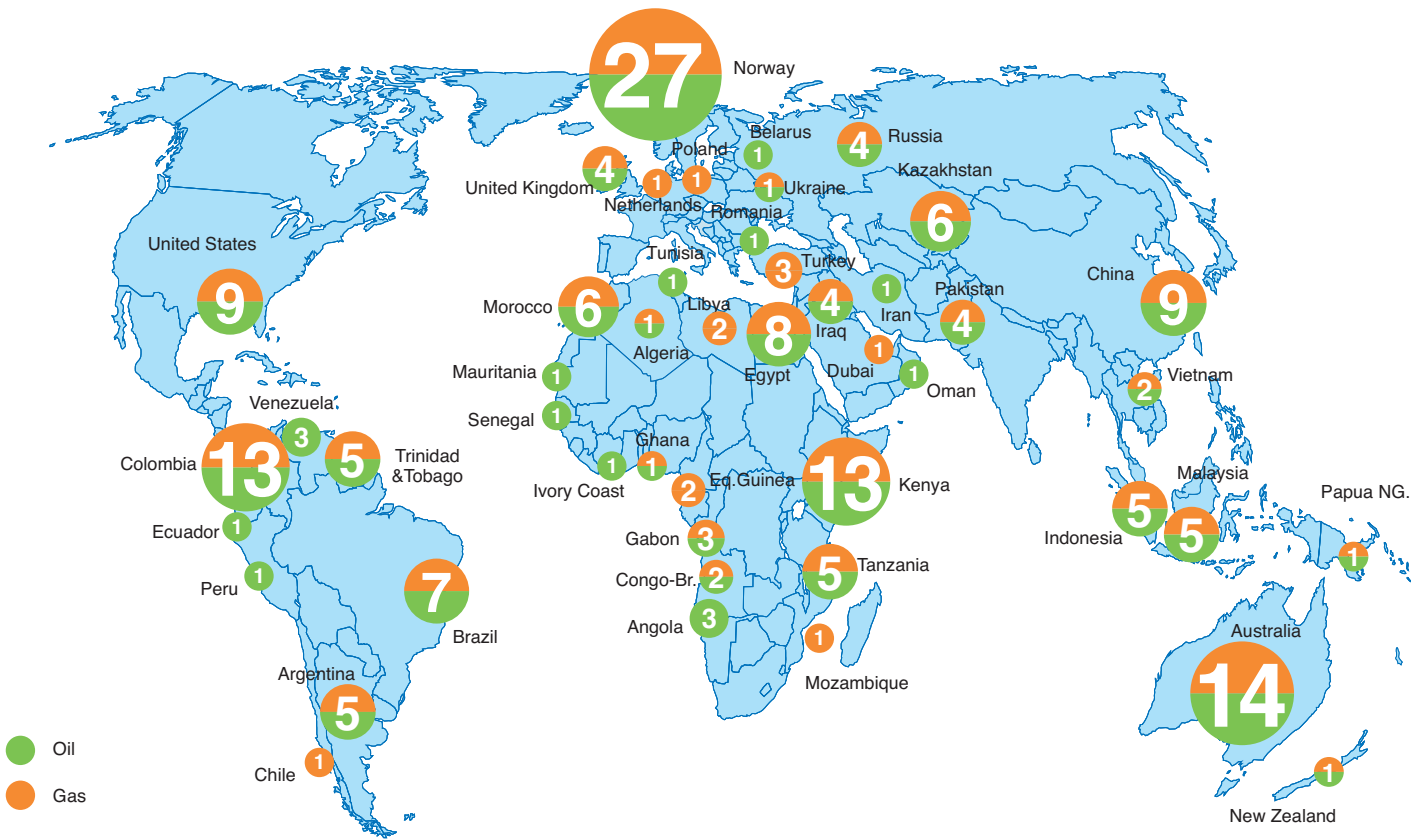 27
Norway
Belarus
1
Russia
4
Poland
1
United Kingdom
4
Netherlands
1
Ukraine
1
Kazakhstan
6
Romania
1
United States
9
Tunisia
1
Turkey
3
China
9
Morocco
6
Libya
2
Algeria
1
Egypt
8
Iraq
4
Iran
1
Pakistan
4
Dubai
1
Oman
1
Mauritania
1
Vietnam
2
Senegal
1
Venezuela
3
Colombia
13
Trinidad
&Tobago
5
Ghana
1
Ivory Coast
1
Eq.Guinea
2
13
Kenya
Malaysia
5
Indonesia
5
Papua NG.
1
Ecuador
1
Gabon
3
Peru
1
Congo-Br.
2
Tanzania
5
7
Brazil
Angola
3
1
Mozambique
Australia
14
Argentina
5
Chile
1
1
New Zealand
Oil
Gas